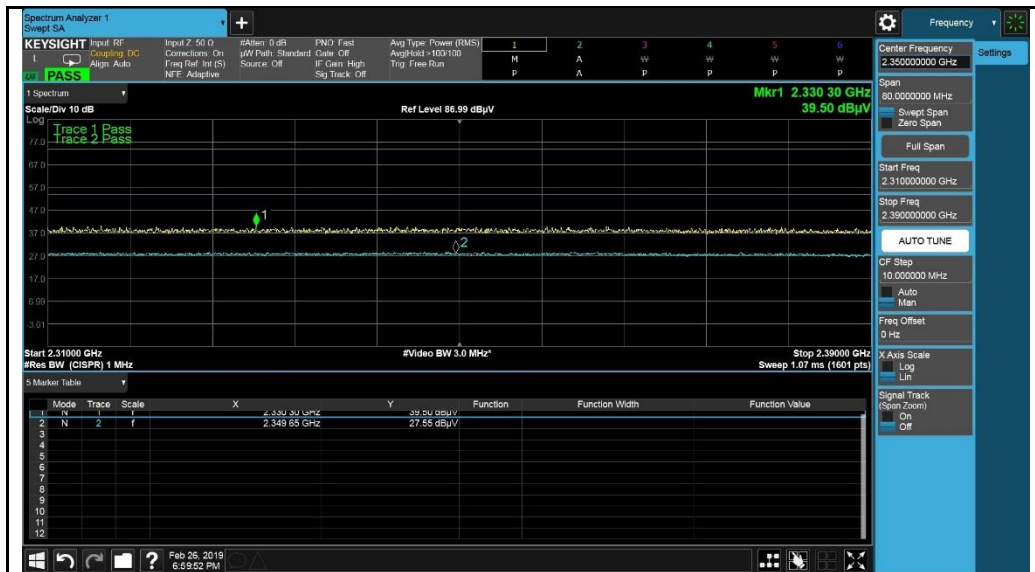 Spectrum Analyzer 1
Swept SA
+
Frequency
KEYSIGHT
Input: RF
Coupling: DC
Align: Auto
Input Z: 50 Ω
Corrections: On
Freq Ref: Int (S)
NFE: Adaptive
#Atten: 0 dB
µW Path: Standard
Source: Off
PNO: Fast
Gate: Off
IF Gain: High
Sig Track: Off
Avg Type: Power (RMS)
Avg|Hold:>100/100
Trig: Free Run
1 2 3 4 5 6
M A W W W W
P A P P P P
PASS
1 Spectrum
Scale/Div 10 dB
Ref Level 86.99 dBµV
Mkr1 2.330 30 GHz
39.50 dBµV
Log
Trace 1 Pass
Trace 2 Pass
77.0
67.0
57.0
47.0
37.0
27.0
17.0
6.99
-3.01
1
2
Start 2.31000 GHz
#Video BW 3.0 MHz*
Stop 2.39000 GHz
#Res BW (CISPR) 1 MHz
Sweep 1.07 ms (1601 pts)
5 Marker Table
Mode Trace Scale X Y Function Function Width Function Value
1 N 1 f 2.330 30 GHz 39.50 dBµV
2 N 2 f 2.349 65 GHz 27.55 dBµV
3
4
5
6
7
8
9
10
11
12
Feb 26, 2019
6:59:52 PM
Center Frequency
2.350000000 GHz
Settings
Span
80.0000000 MHz
Swept Span
Zero Span
Full Span
Start Freq
2.310000000 GHz
Stop Freq
2.390000000 GHz
AUTO TUNE
CF Step
10.000000 MHz
Auto
Man
Freq Offset
0 Hz
X Axis Scale
Log
Lin
Signal Track
(Span Zoom)
On
Off